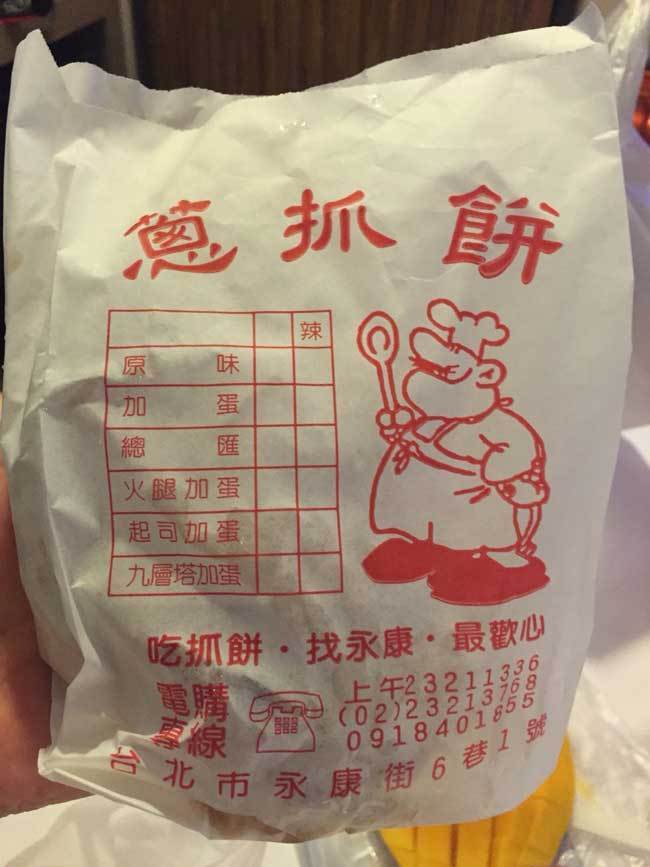 蔥抓餅
辣
原味
加蛋
總匯
火腿加蛋
起司加蛋
九層塔加蛋
吃抓餅·找永康·最歡心
電購
專線
上午23211336
(02)23213768
0918401855
台北市永康街6巷1號